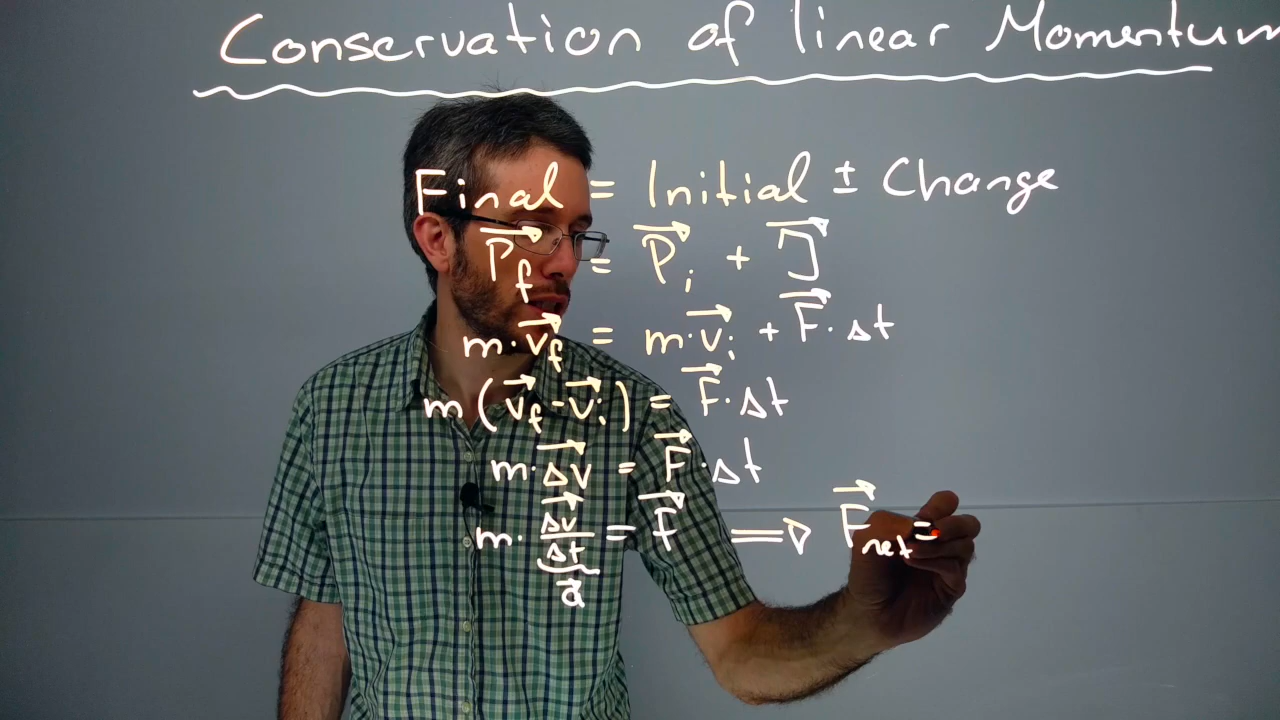 Conservation of linear Momentum
Final = Initial ± Change
P⃗f = P⃗i + J⃗
m·v⃗f = m·v⃗i + F⃗·Δt
m(v⃗f-v⃗i) = F⃗·Δt
m·Δv⃗ = F⃗·Δt
m·Δv⃗/Δt = F⃗ ⟹ F⃗net =
a⃗